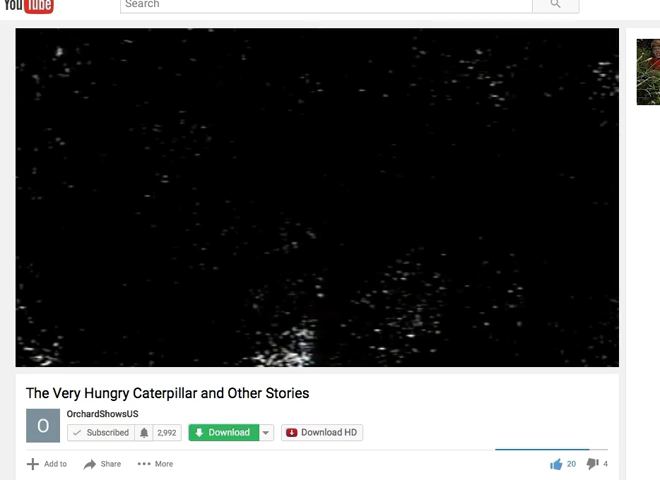 YouTube
Search
The Very Hungry Caterpillar and Other Stories
O
OrchardShowsUS
Subscribed 2,992 Download Download HD
Add to Share More
20 4